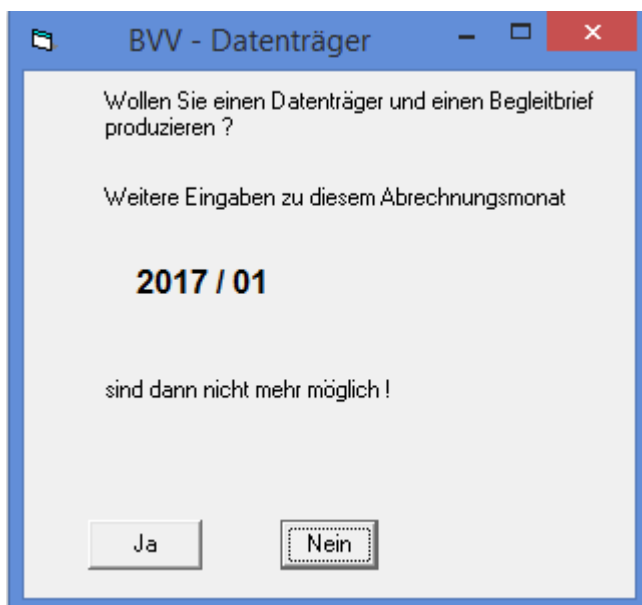 BVV - Datenträger
Wollen Sie einen Datenträger und einen Begleitbrief
produzieren ?
Weitere Eingaben zu diesem Abrechnungsmonat
2017 / 01
sind dann nicht mehr möglich !
Ja
Nein